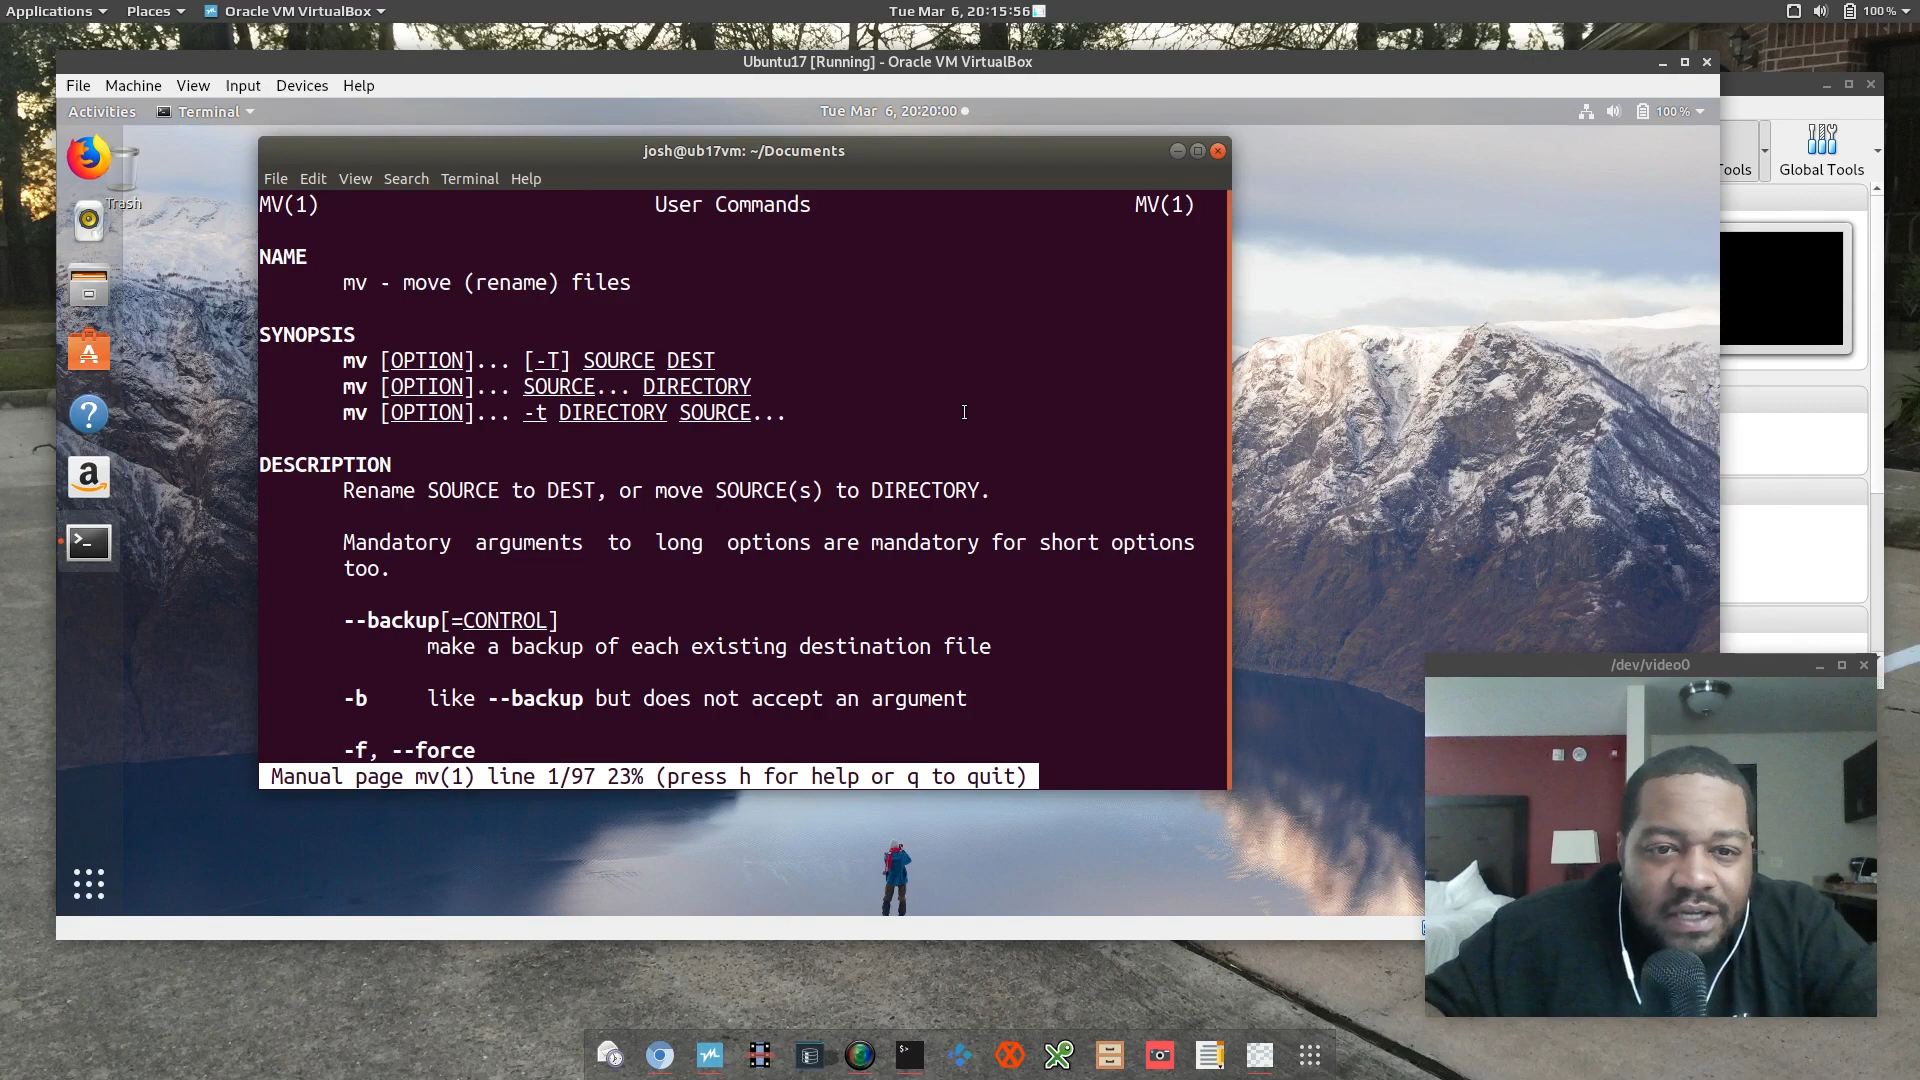 Applications Places Oracle VM VirtualBox Tue Mar 6, 20:15:56 100%
Ubuntu17 [Running] - Oracle VM VirtualBox
File Machine View Input Devices Help
Activities Terminal Tue Mar 6, 20:20:00 100%
Trash
josh@ub17vm: ~/Documents
File Edit View Search Terminal Help
MV(1) User Commands MV(1)
NAME
mv - move (rename) files
SYNOPSIS
mv [OPTION]... [-T] SOURCE DEST
mv [OPTION]... SOURCE... DIRECTORY
mv [OPTION]... -t DIRECTORY SOURCE...
DESCRIPTION
Rename SOURCE to DEST, or move SOURCE(s) to DIRECTORY.
Mandatory arguments to long options are mandatory for short options
too.
--backup[=CONTROL]
make a backup of each existing destination file
-b like --backup but does not accept an argument
-f, --force
Manual page mv(1) line 1/97 23% (press h for help or q to quit)
ools Global Tools
/dev/video0